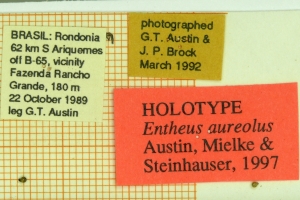 BRASIL: Rondonia
62 km S Ariquemes
off B-65, vicinity
Fazenda Rancho
Grande, 180 m
22 October 1989
leg G.T. Austin
photographed
G.T. Austin &
J. P. Brock
March 1992
HOLOTYPE
Entheus aureolus
Austin, Mielke &
Steinhauser, 1997